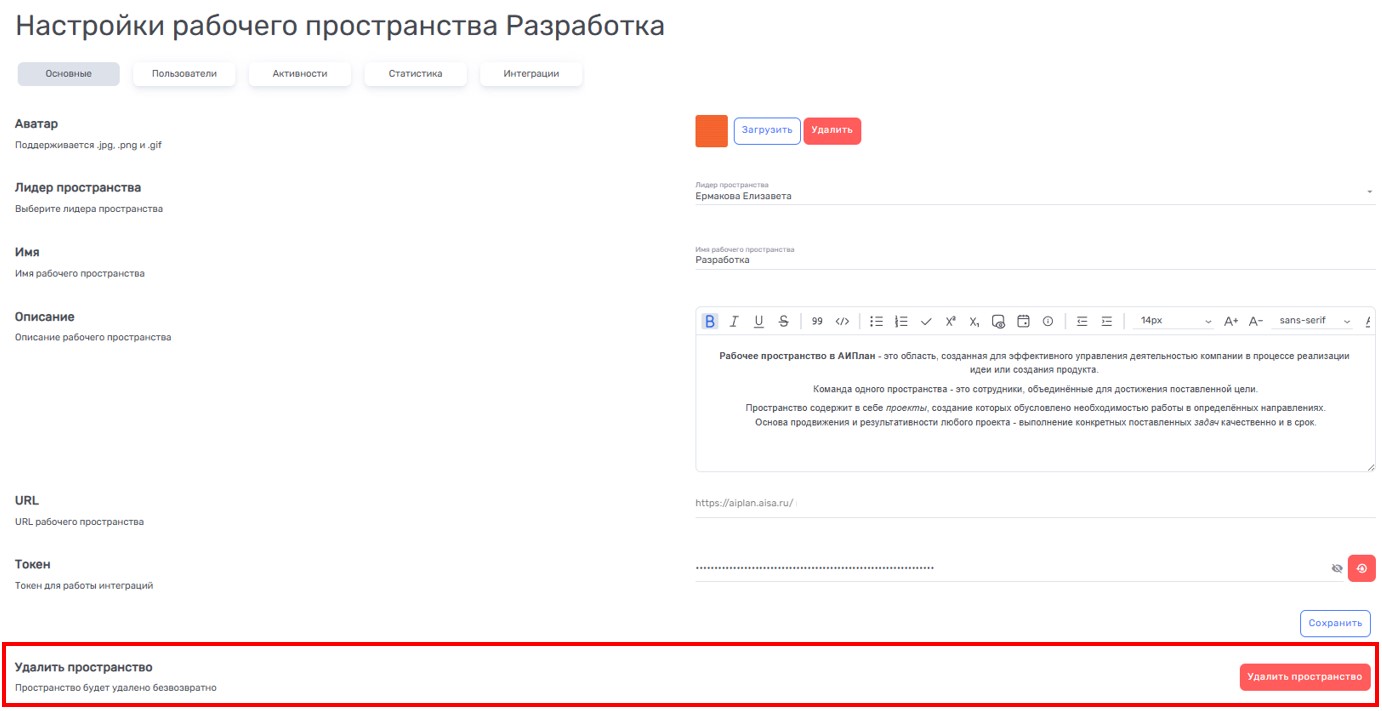 Настройки рабочего пространства Разработка
Основные Пользователи Активности Статистика Интеграции
Аватар
Поддерживается .jpg, .png и .gif
Загрузить Удалить
Лидер пространства
Выберите лидера пространства
Лидер пространства
Ермакова Елизавета
Имя
Имя рабочего пространства
Имя рабочего пространства
Разработка
Описание
Описание рабочего пространства
B I U S 99 </> X² X₁ 14px A+ A− sans-serif
Рабочее пространство в АИПлан - это область, созданная для эффективного управления деятельностью компании в процессе реализации
идеи или создания продукта.
Команда одного пространства - это сотрудники, объединённые для достижения поставленной цели.
Пространство содержит в себе проекты, создание которых обусловлено необходимостью работы в определённых направлениях.
Основа продвижения и результативности любого проекта - выполнение конкретных поставленных задач качественно и в срок.
URL
URL рабочего пространства
https://aiplan.aisa.ru/
Токен
Токен для работы интеграций
Сохранить
Удалить пространство
Пространство будет удалено безвозвратно
Удалить пространство